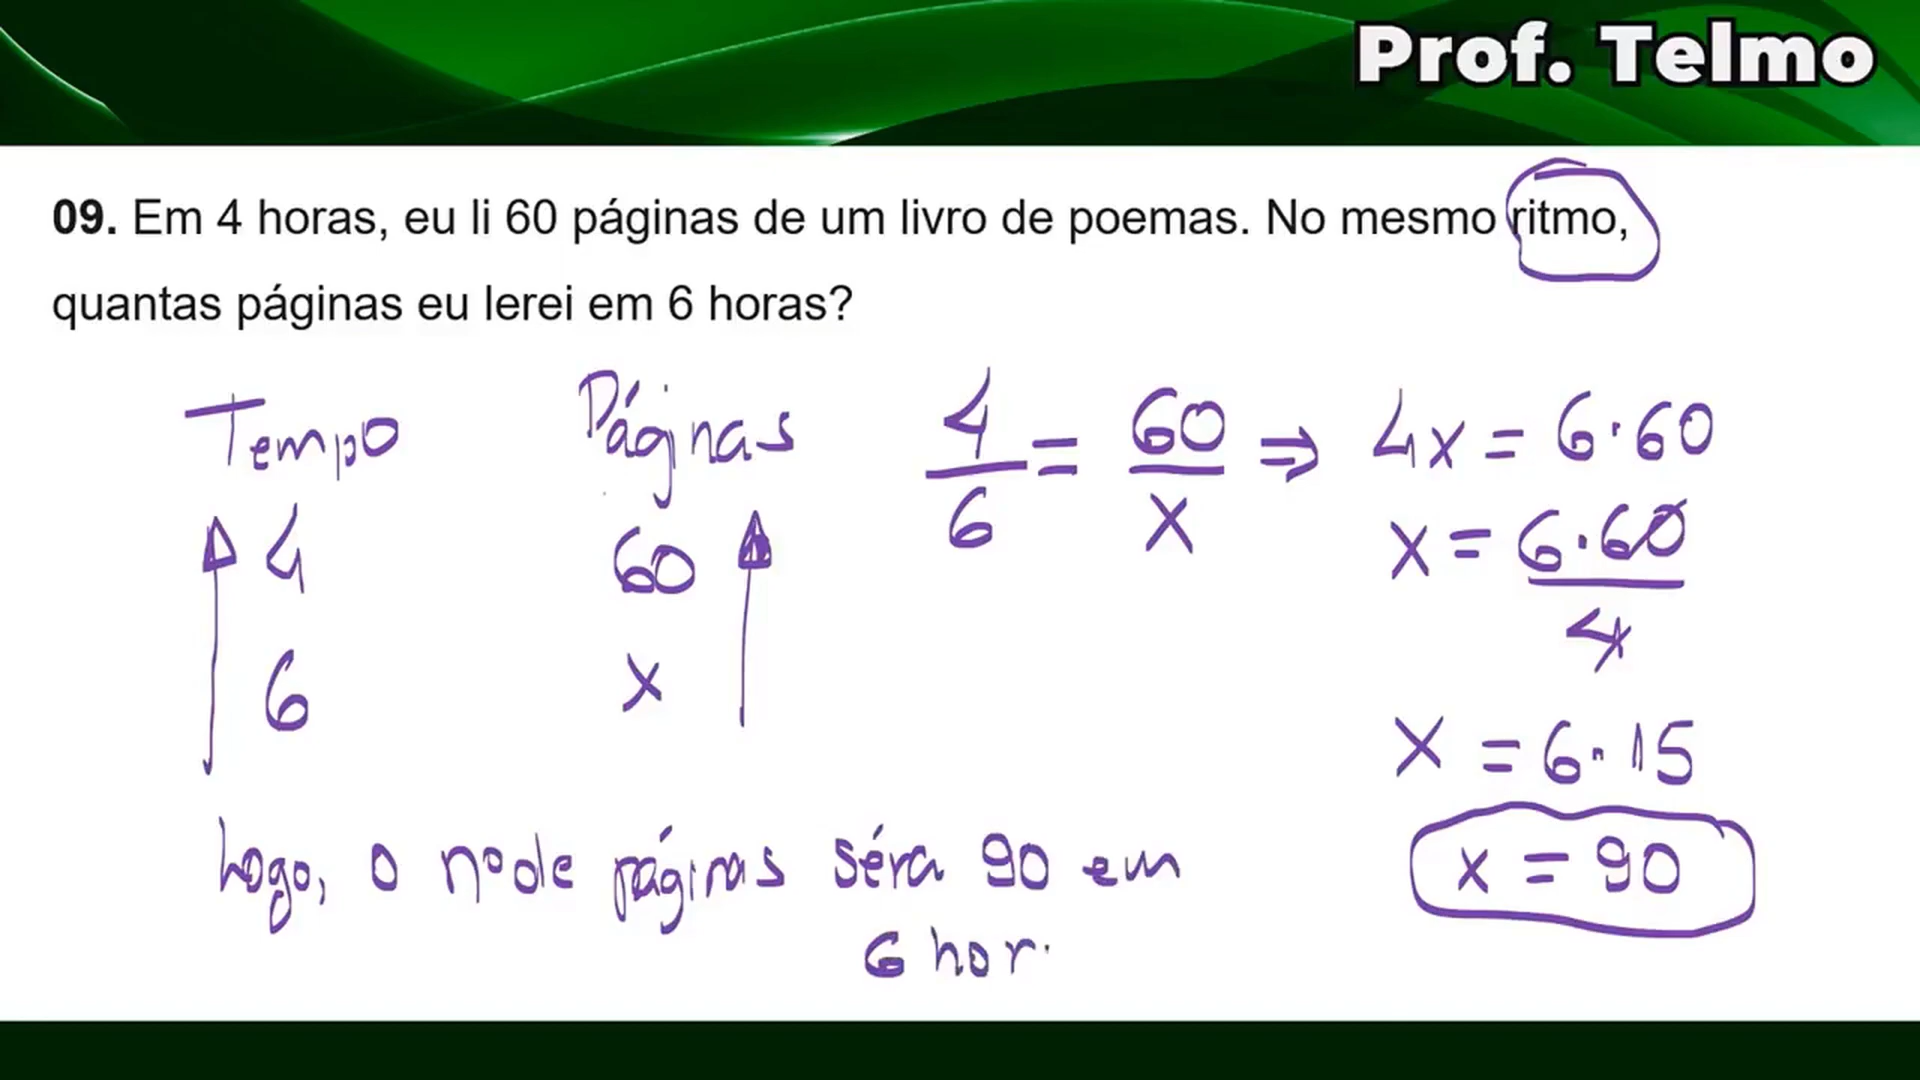 Prof. Telmo
09. Em 4 horas, eu li 60 páginas de um livro de poemas. No mesmo ritmo,
quantas páginas eu lerei em 6 horas?
Tempo Páginas
4 60
6 x
4/6 = 60/x ⇒ 4x = 6·60
x = 6·60/4
x = 6·15
x = 90
Logo, o nº de páginas séra 90 em
6 hor